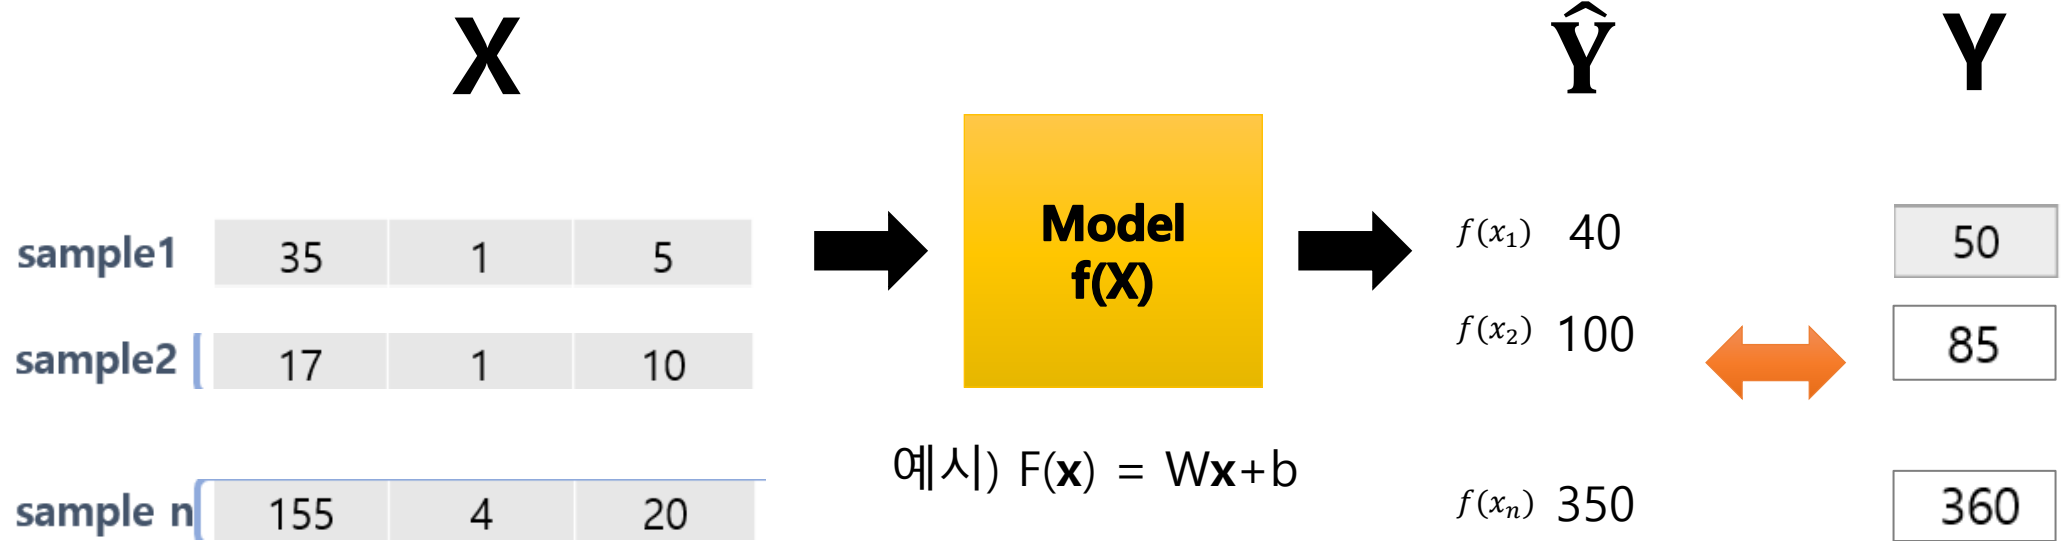 X Ŷ Y
sample1 35 1 5 Model f(x₁) 40 50
f(X)
sample2 17 1 10 f(x₂) 100 85
예시) F(x) = Wx+b
sample n 155 4 20 f(xₙ) 350 360